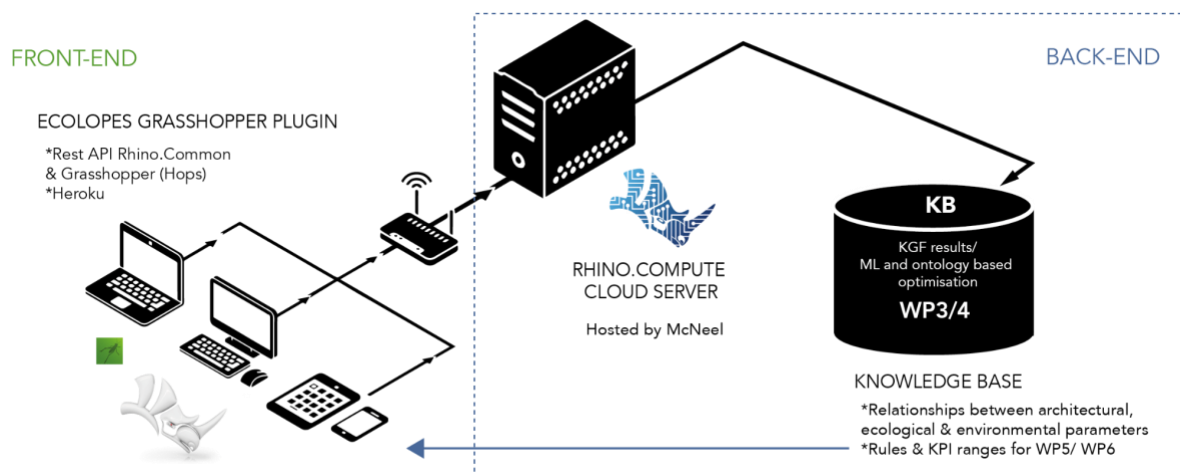 FRONT-END
BACK-END
ECOLOPES GRASSHOPPER PLUGIN
*Rest API Rhino.Common
& Grasshopper (Hops)
*Heroku
RHINO.COMPUTE
CLOUD SERVER
Hosted by McNeel
KB
KGF results/
ML and ontology based
optimisation
WP3/4
KNOWLEDGE BASE
*Relationships between architectural,
ecological & environmental parameters
*Rules & KPI ranges for WP5/ WP6